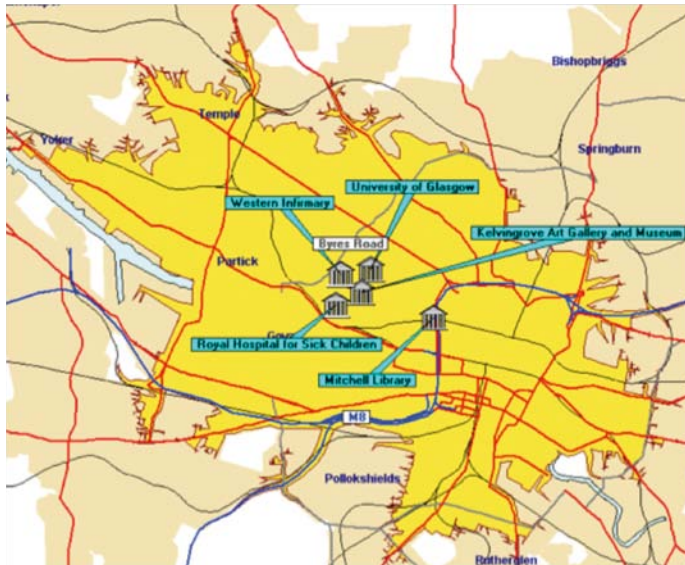 Bishopbriggs
Temple
Yoker
Springburn
University of Glasgow
Western Infirmary
Kelvingrove Art Gallery and Museum
Byres Road
Partick
Royal Hospital for Sick Children
Mitchell Library
M8
Pollokshields
Rutherglen